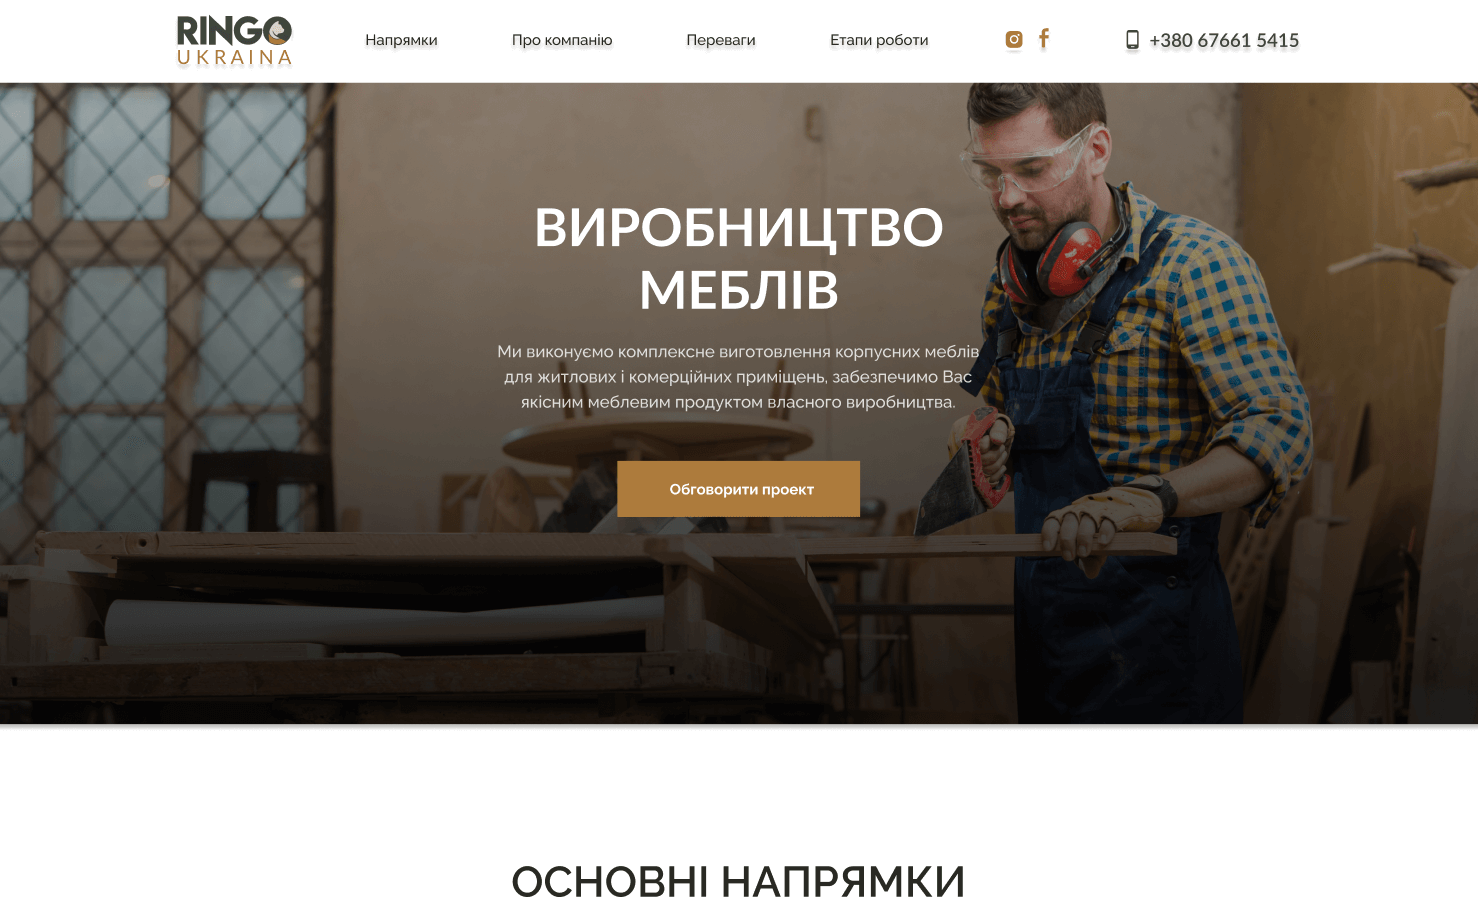 RINGO
UKRAINA
Напрямки
Про компанію
Переваги
Етапи роботи
+380 67661 5415
ВИРОБНИЦТВО
МЕБЛІВ
Ми виконуємо комплексне виготовлення корпусних меблів
для житлових і комерційних приміщень, забезпечимо Вас
якісним меблевим продуктом власного виробництва.
Обговорити проект
ОСНОВНІ НАПРЯМКИ